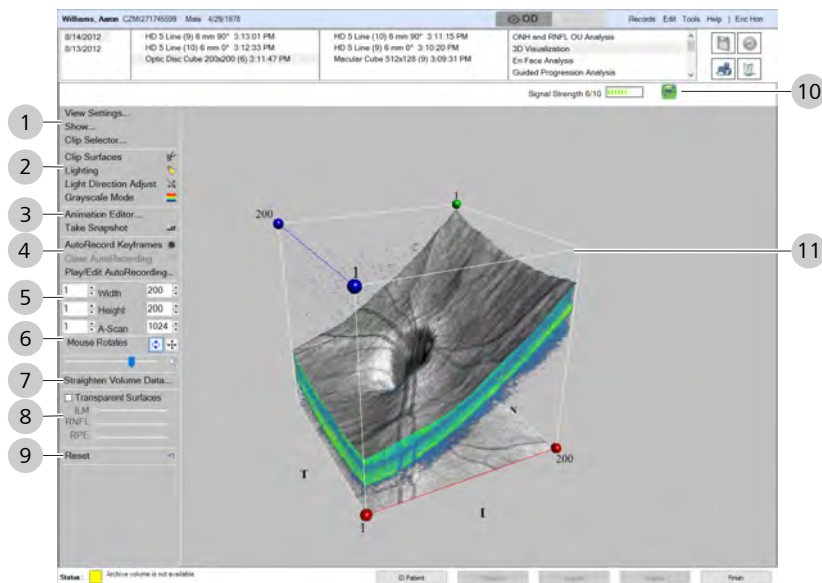 Williams, Aaron CZMI271745599 Male 4/29/1978
OD
Records Edit Tools Help | Eric Hon
8/14/2012
8/13/2012
HD 5 Line (9) 6 mm 90° 3:13:01 PM
HD 5 Line (10) 6 mm 0° 3:12:33 PM
Optic Disc Cube 200x200 (6) 3:11:47 PM
HD 5 Line (10) 6 mm 90° 3:11:15 PM
HD 5 Line (9) 6 mm 0° 3:10:20 PM
Macular Cube 512x128 (9) 3:09:31 PM
ONH and RNFL OU Analysis
3D Visualization
En Face Analysis
Guided Progression Analysis
Signal Strength 6/10
10
1
View Settings...
Show...
Clip Selector...
2
Clip Surfaces
Lighting
Light Direction Adjust
Grayscale Mode
3
Animation Editor...
Take Snapshot
4
AutoRecord Keyframes
Clear AutoRecording
Play/Edit AutoRecording...
5
1 Width 200
1 Height 200
1 A-Scan 1024
6
Mouse Rotates
7
Straighten Volume Data...
8
Transparent Surfaces
ILM
RNFL
RPE
9
Reset
200
1
1
11
N
200
T
I
1
Status: Archive volume is not available
ID Patient
Finish